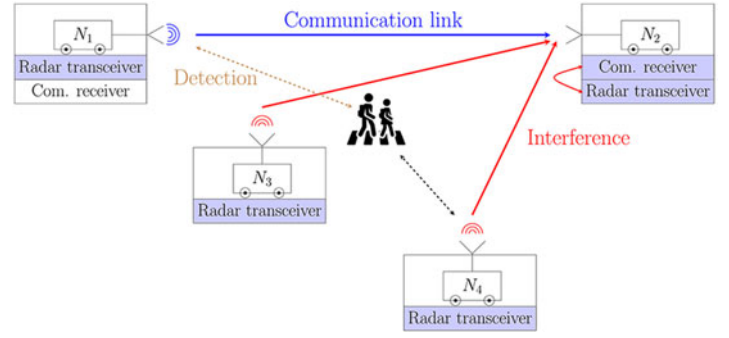 Communication link
N1
N2
Radar transceiver
Com. receiver
Detection
Com. receiver
Radar transceiver
Interference
N3
Radar transceiver
N4
Radar transceiver